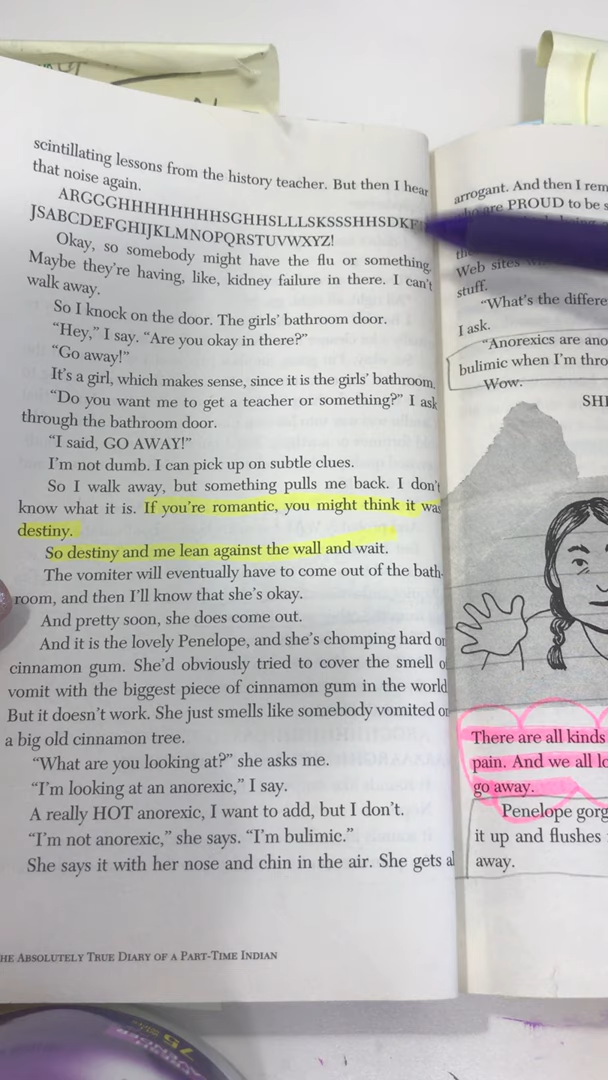 scintillating lessons from the history teacher. But then I hear
that noise again.
ARGGGHHHHHHHHSGHHSLLLSKSSSHHSDKF
JSABCDEFGHIJKLMNOPQRSTUVWXYZ!
Okay, so somebody might have the flu or something.
Maybe they're having, like, kidney failure in there. I can't
walk away.
So I knock on the door. The girls' bathroom door.
"Hey," I say. "Are you okay in there?"
"Go away!"
It's a girl, which makes sense, since it is the girls' bathroom.
"Do you want me to get a teacher or something?" I ask
through the bathroom door.
"I said, GO AWAY!"
I'm not dumb. I can pick up on subtle clues.
So I walk away, but something pulls me back. I don't
know what it is. If you're romantic, you might think it was
destiny.
So destiny and me lean against the wall and wait.
The vomiter will eventually have to come out of the bath-
room, and then I'll know that she's okay.
And pretty soon, she does come out.
And it is the lovely Penelope, and she's chomping hard on
cinnamon gum. She'd obviously tried to cover the smell of
vomit with the biggest piece of cinnamon gum in the world
But it doesn't work. She just smells like somebody vomited on
a big old cinnamon tree.
"What are you looking at?" she asks me.
"I'm looking at an anorexic," I say.
A really HOT anorexic, I want to add, but I don't.
"I'm not anorexic," she says. "I'm bulimic."
She says it with her nose and chin in the air. She gets al
HE ABSOLUTELY TRUE DIARY OF A PART-TIME INDIAN
arrogant. And then I rem
who are PROUD to be s
Web sites
stuff.
"What's the differe
I ask.
"Anorexics are ano
bulimic when I'm thro
Wow.
SHE
There are all kinds
pain. And we all lo
go away.
Penelope gorg
it up and flushes
away.
75